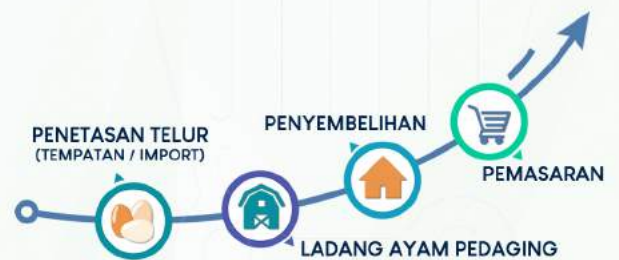 PENETASAN TELUR
(TEMPATAN / IMPORT)
LADANG AYAM PEDAGING
PENYEMBELIHAN
PEMASARAN